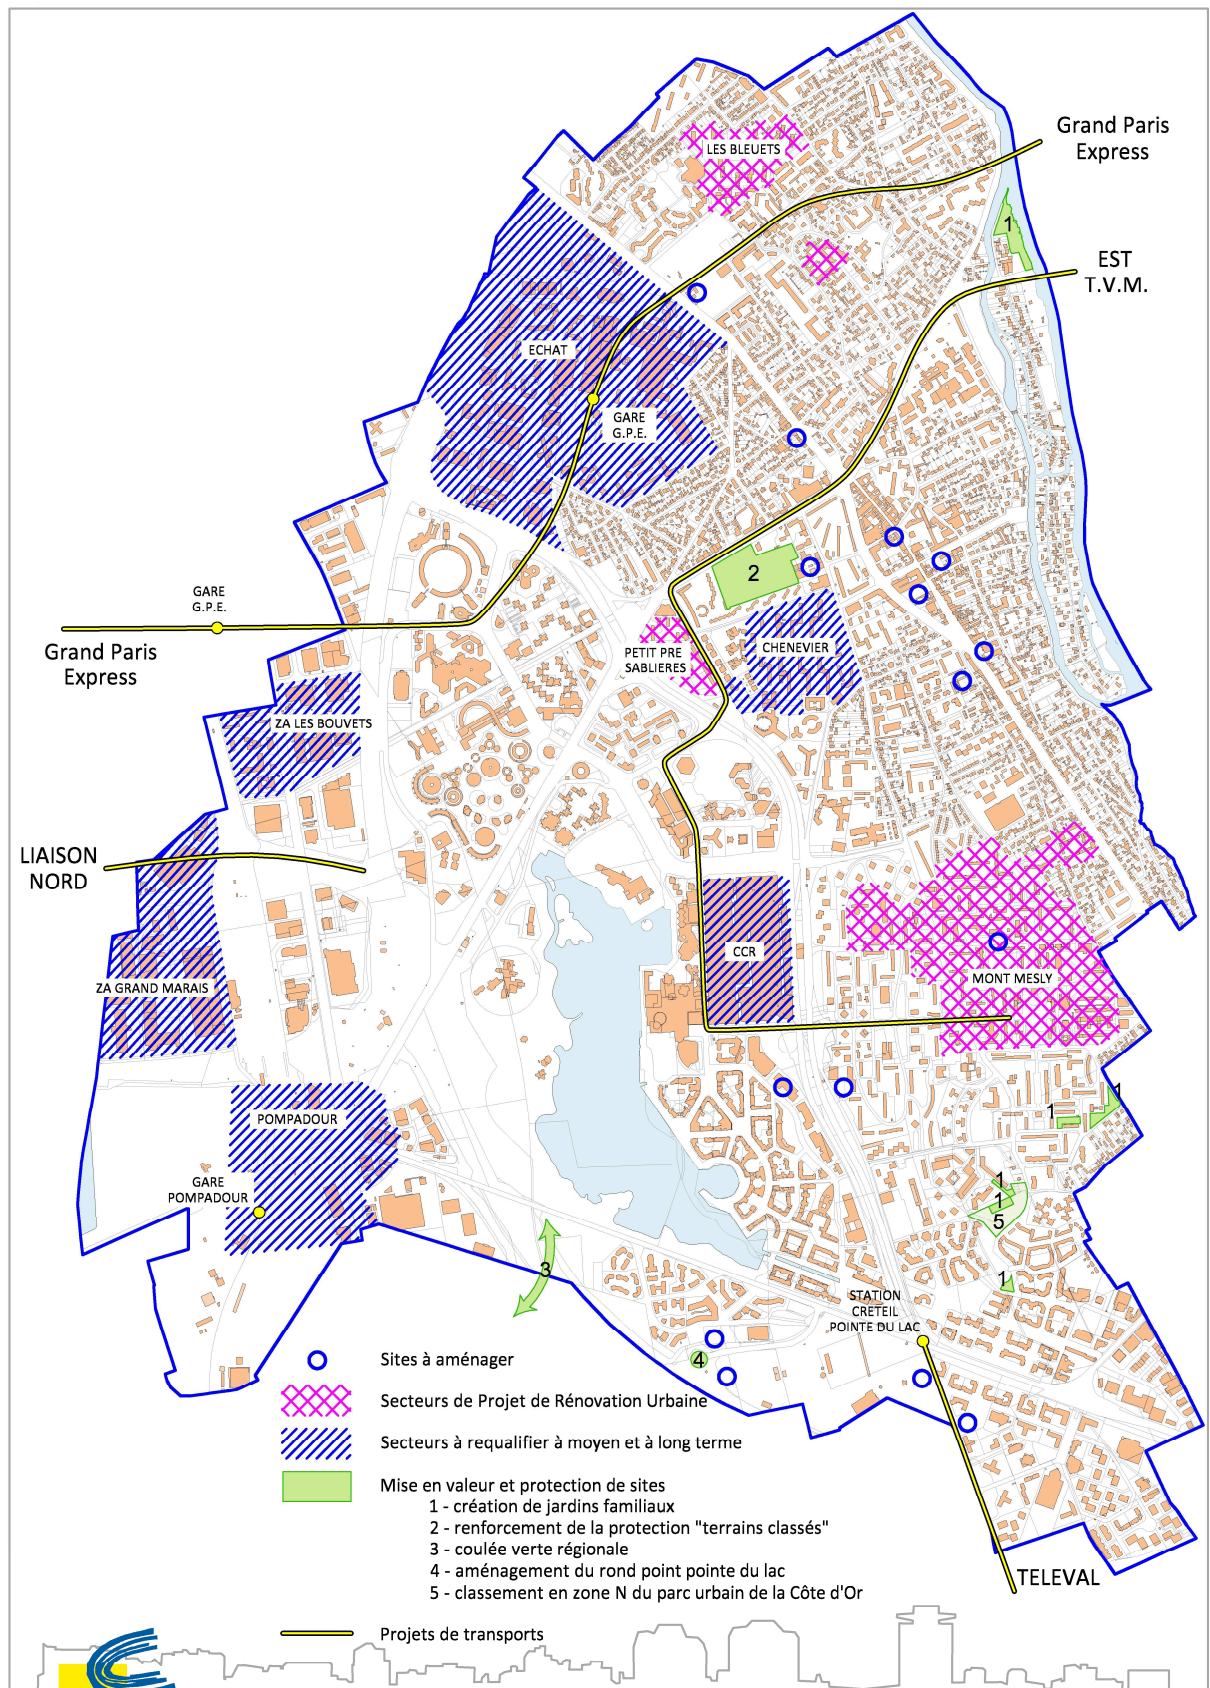 Grand Paris
Express
LES BLEUETS
1
EST
T.V.M.
ECHAT
GARE
G.P.E.
2
GARE
G.P.E.
Grand Paris
Express
PETIT PRE
SABLIERES
CHENEVIER
ZA LES BOUVETS
LIAISON
NORD
CCR
MONT MESLY
ZA GRAND MARAIS
POMPADOUR
1
1
GARE
POMPADOUR
1
1
5
3
1
STATION
CRETEIL
POINTE DU LAC
4
Sites à aménager
Secteurs de Projet de Rénovation Urbaine
Secteurs à requalifier à moyen et à long terme
Mise en valeur et protection de sites
1 - création de jardins familiaux
2 - renforcement de la protection "terrains classés"
3 - coulée verte régionale
4 - aménagement du rond point pointe du lac
5 - classement en zone N du parc urbain de la Côte d'Or
TELEVAL
Projets de transports